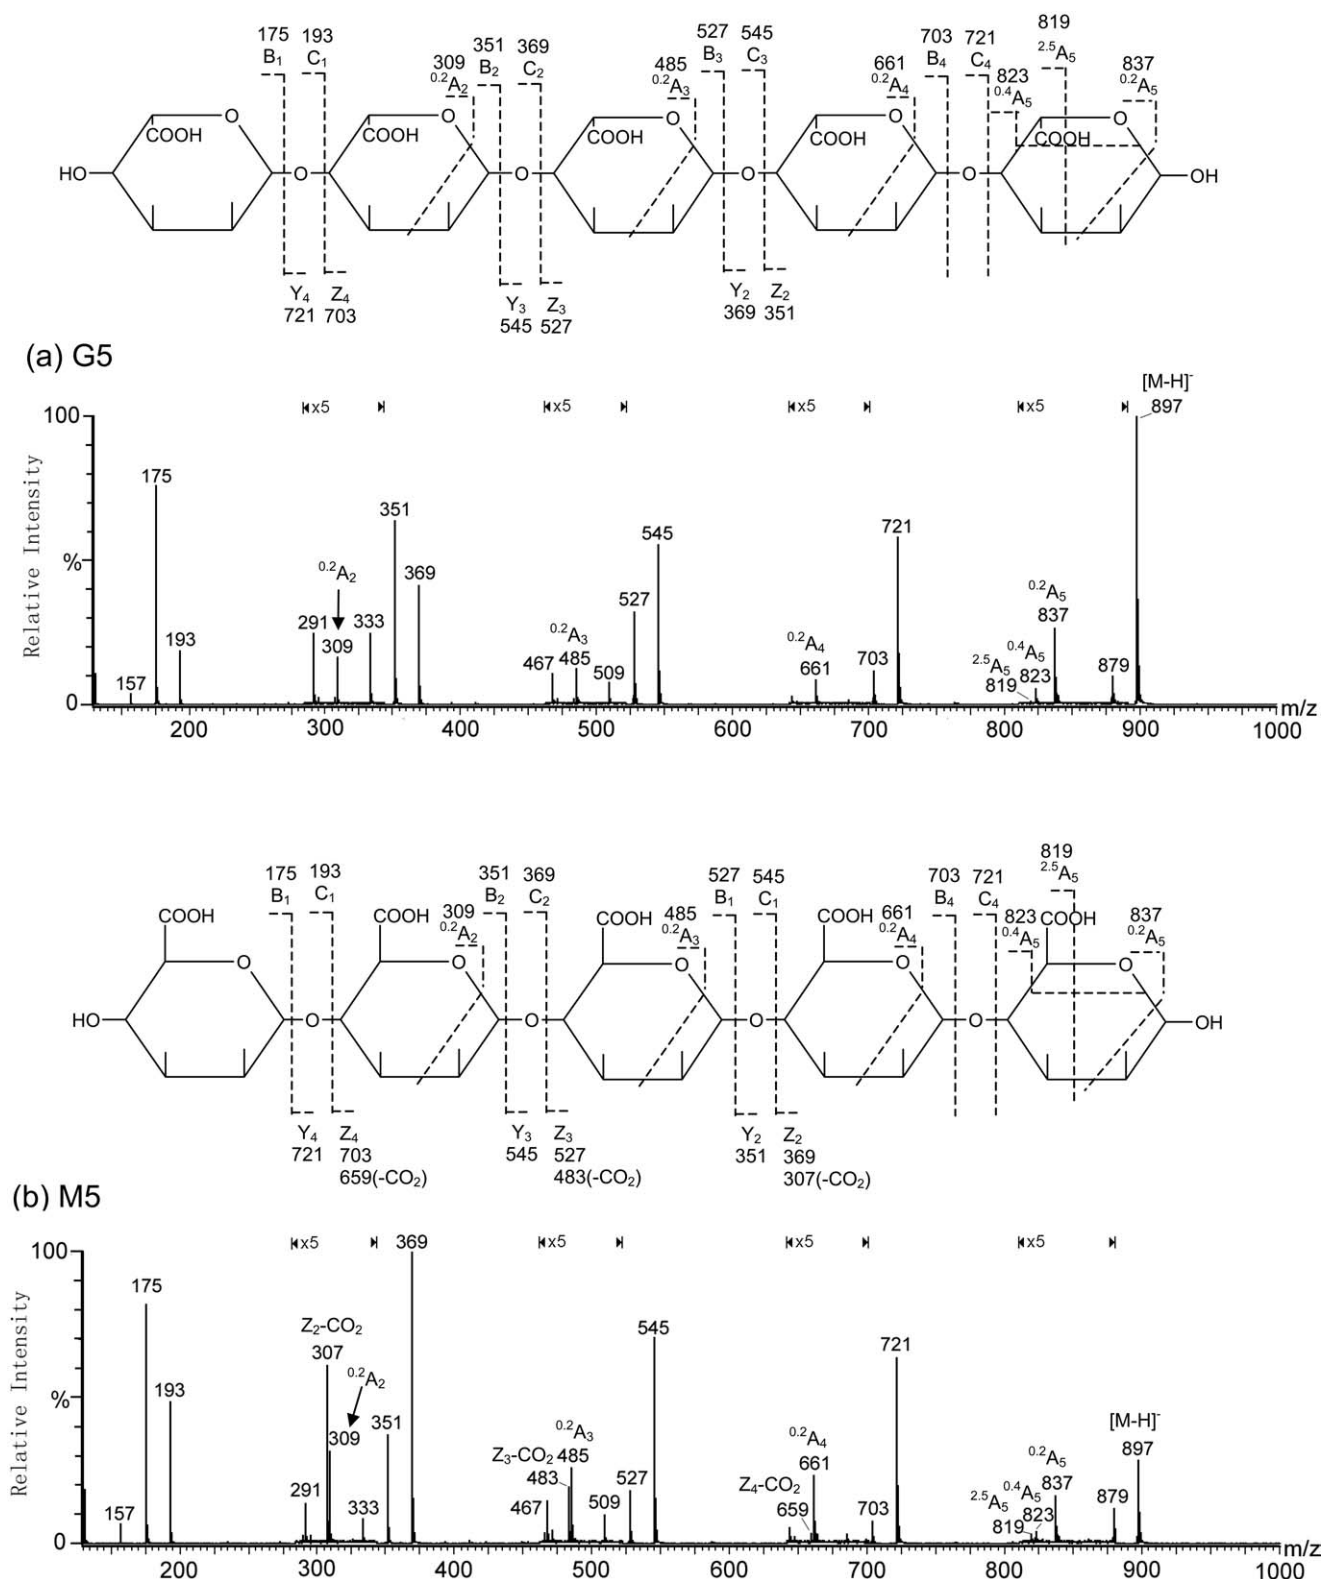 175 193 351 369 527 545 703 721 819
B₁ C₁ 309 B₂ C₂ 485 B₃ C₃ 661 B₄ C₄ 823 2.5A₅ 837
0.2A₂ 0.2A₃ 0.2A₄ 0.4A₅ 0.2A₅
COOH O COOH O COOH O COOH O COOH O
HO O O O O OH
Y₄ Z₄ Y₃ Z₃ Y₂ Z₂
721 703 545 527 369 351
(a) G5
[M-H]⁻
x5 x5 x5 x5 897
100
175
351
545 721
0.2A₂ 369
% 527 0.2A₅
291 309 333 0.2A₃ 0.2A₄ 837
193 467 485 509 661 703 2.5A₅ 0.4A₅ 879
157 819 823
0
Relative Intensity
200 300 400 500 600 700 800 900 1000
m/z
175 193 351 369 527 545 703 721 819
B₁ C₁ 309 B₂ C₂ 485 B₁ C₁ 661 B₄ C₄ 823 2.5A₅ 837
COOH COOH 0.2A₂ COOH 0.2A₃ COOH 0.2A₄ 0.4A₅ COOH 0.2A₅
O O O O O
HO O O O O OH
Y₄ Z₄ Y₃ Z₃ Y₂ Z₂
721 703 545 527 351 369
659(-CO₂) 483(-CO₂) 307(-CO₂)
(b) M5
x5 369 x5 x5 x5
100
175
Z₂-CO₂ 545 721
307 0.2A₂
% 193 351 [M-H]⁻
309 0.2A₃ 0.2A₄ 897
Z₃-CO₂ 485 661 0.2A₅
291 483 527 Z₄-CO₂ 837
333 467 509 659 703 2.5A₅ 0.4A₅ 879
157 819 823
0
Relative Intensity
200 300 400 500 600 700 800 900 1000
m/z